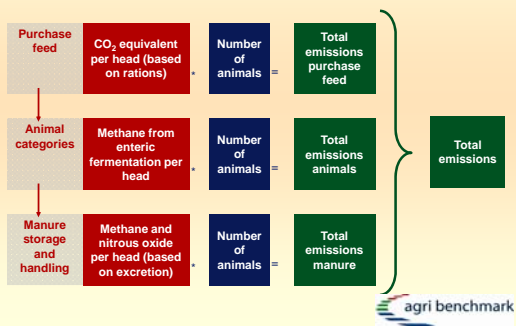 Purchase
feed
CO₂ equivalent
per head (based
on rations)
*
Number
of
animals
=
Total
emissions
purchase
feed
Animal
categories
Methane from
enteric
fermentation per
head
*
Number
of
animals
=
Total
emissions
animals
Total
emissions
Manure
storage
and
handling
Methane and
nitrous oxide
per head (based
on excretion)
*
Number
of
animals
=
Total
emissions
manure
agri benchmark